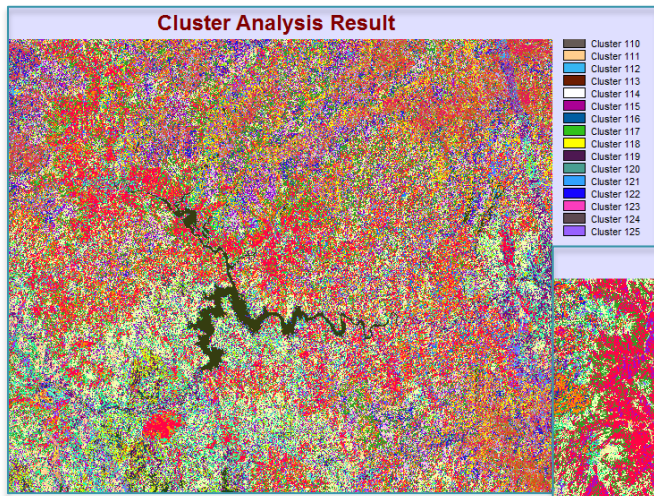 Cluster Analysis Result
Cluster 110
Cluster 111
Cluster 112
Cluster 113
Cluster 114
Cluster 115
Cluster 116
Cluster 117
Cluster 118
Cluster 119
Cluster 120
Cluster 121
Cluster 122
Cluster 123
Cluster 124
Cluster 125